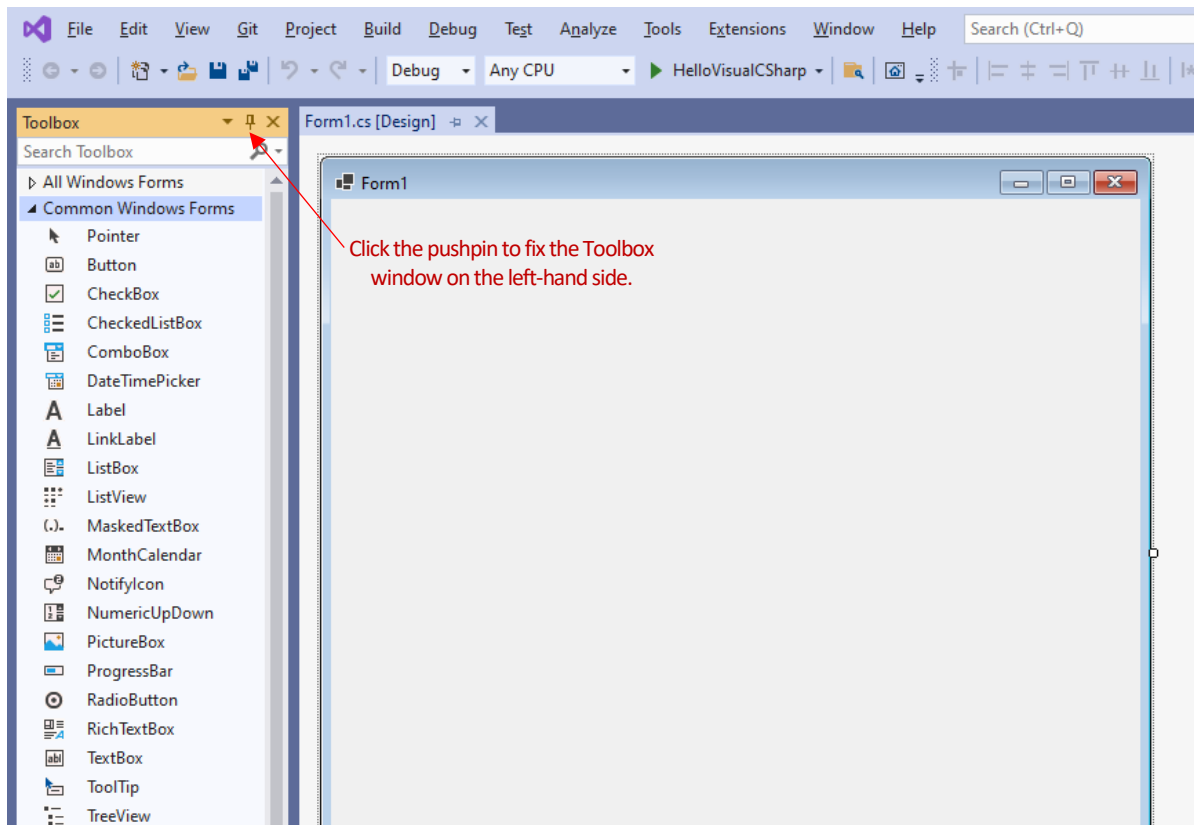 File Edit View Git Project Build Debug Test Analyze Tools Extensions Window Help Search (Ctrl+Q)
Debug Any CPU HelloVisualCSharp
Toolbox
Form1.cs [Design]
Search Toolbox
All Windows Forms
Form1
Common Windows Forms
Pointer
Click the pushpin to fix the Toolbox
window on the left-hand side.
Button
CheckBox
CheckedListBox
ComboBox
DateTimePicker
Label
LinkLabel
ListBox
ListView
MaskedTextBox
MonthCalendar
NotifyIcon
NumericUpDown
PictureBox
ProgressBar
RadioButton
RichTextBox
TextBox
ToolTip
TreeView